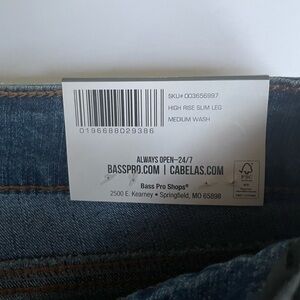 SKU# 003656997
HIGH RISE SLIM LEG
MEDIUM WASH
0196688029386
ALWAYS OPEN—24/7
BASSPRO.COM | CABELAS.COM
Bass Pro Shops®
2500 E. Kearney • Springfield, MO 65898
FSC